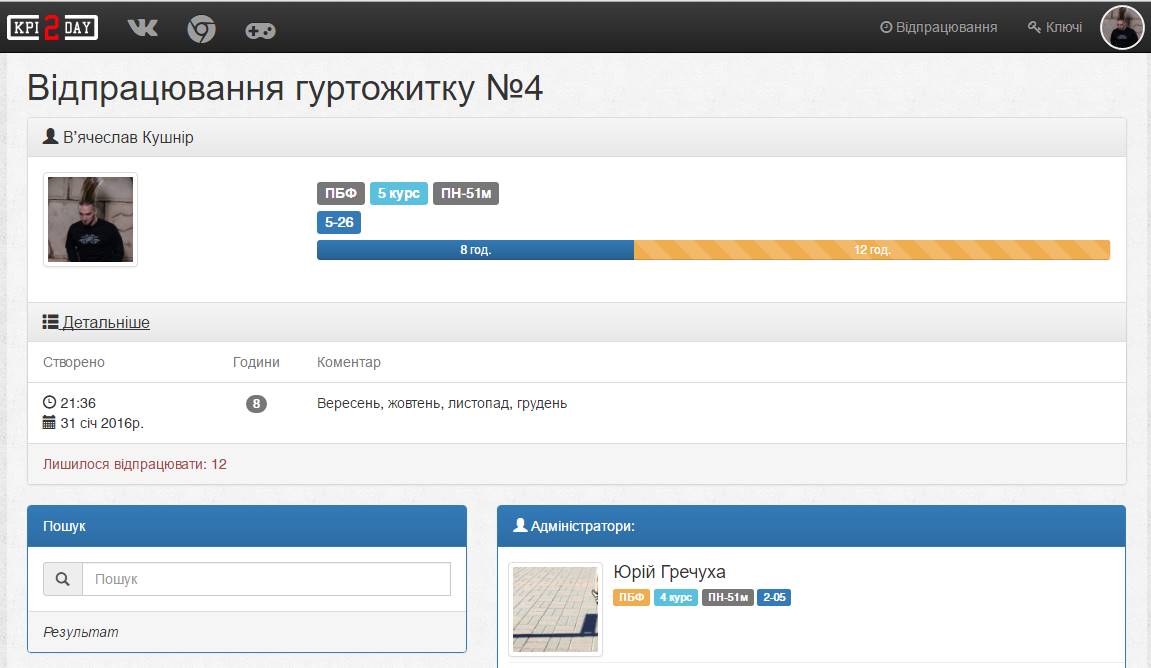 KPI 2 DAY
Відпрацювання
Ключі
Відпрацювання гуртожитку №4
В'ячеслав Кушнір
ПБФ 5 курс ПН-51м
5-26
8 год. 12 год.
Детальніше
Створено Години Коментар
21:36 8 Вересень, жовтень, листопад, грудень
31 січ 2016р.
Лишилося відпрацювати: 12
Пошук
Пошук
Результат
Адміністратори:
Юрій Гречуха
ПБФ 4 курс ПН-51м 2-05